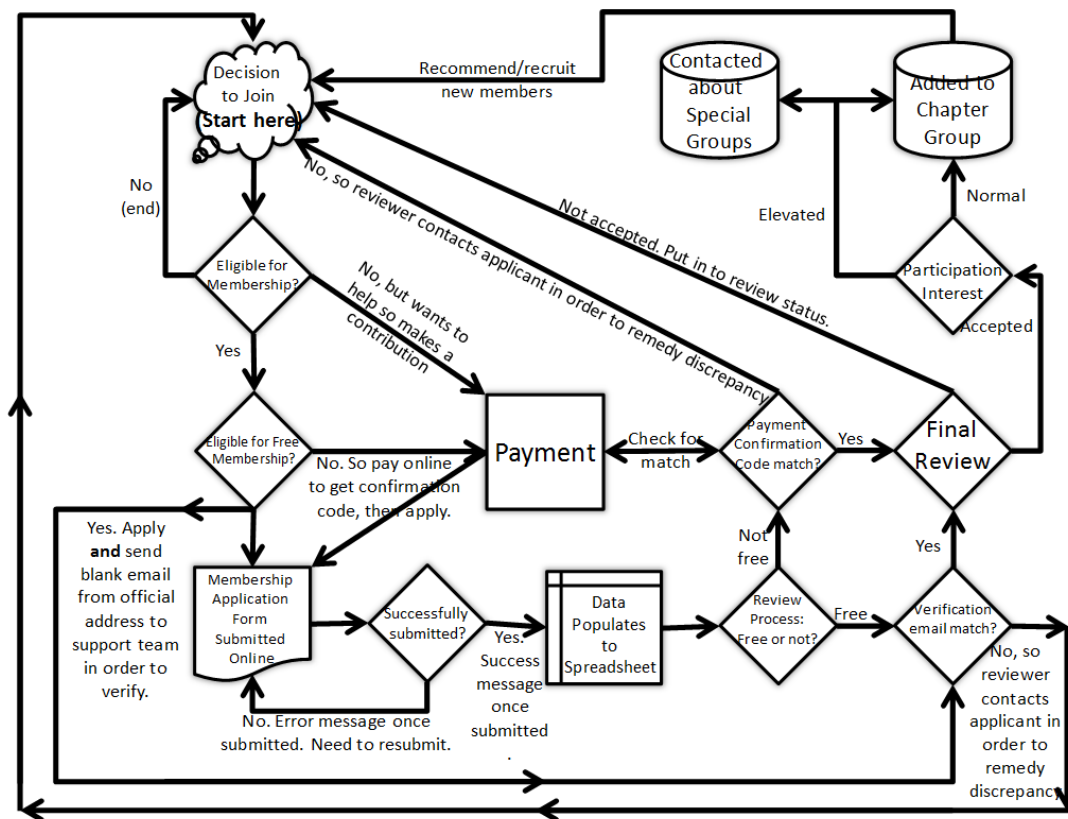 Decision
to Join
(Start here)
Recommend/recruit
new members
Contacted
about
Special
Groups
Added to
Chapter
Group
No
(end)
No, so reviewer contacts applicant in order to remedy discrepancy
Not accepted. Put in to review status.
Elevated
Normal
Eligible for
Membership?
No, but wants to
help so makes a
contribution
Participation
Interest
Accepted
Yes
Eligible for Free
Membership?
Payment
Check for
match
Payment
Confirmation
Code match?
Yes
Final
Review
No. So pay online
to get confirmation
code, then apply.
Yes. Apply
and send
blank email
from official
address to
support team
in order to
verify.
Not
free
Yes
Membership
Application
Form
Submitted
Online
Successfully
submitted?
Yes.
Success
message
once
submitted
.
Data
Populates
to
Spreadsheet
Review
Process:
Free or not?
Free
Verification
email match?
No. Error message once
submitted. Need to resubmit.
No, so
reviewer
contacts
applicant in
order to
remedy
discrepancy